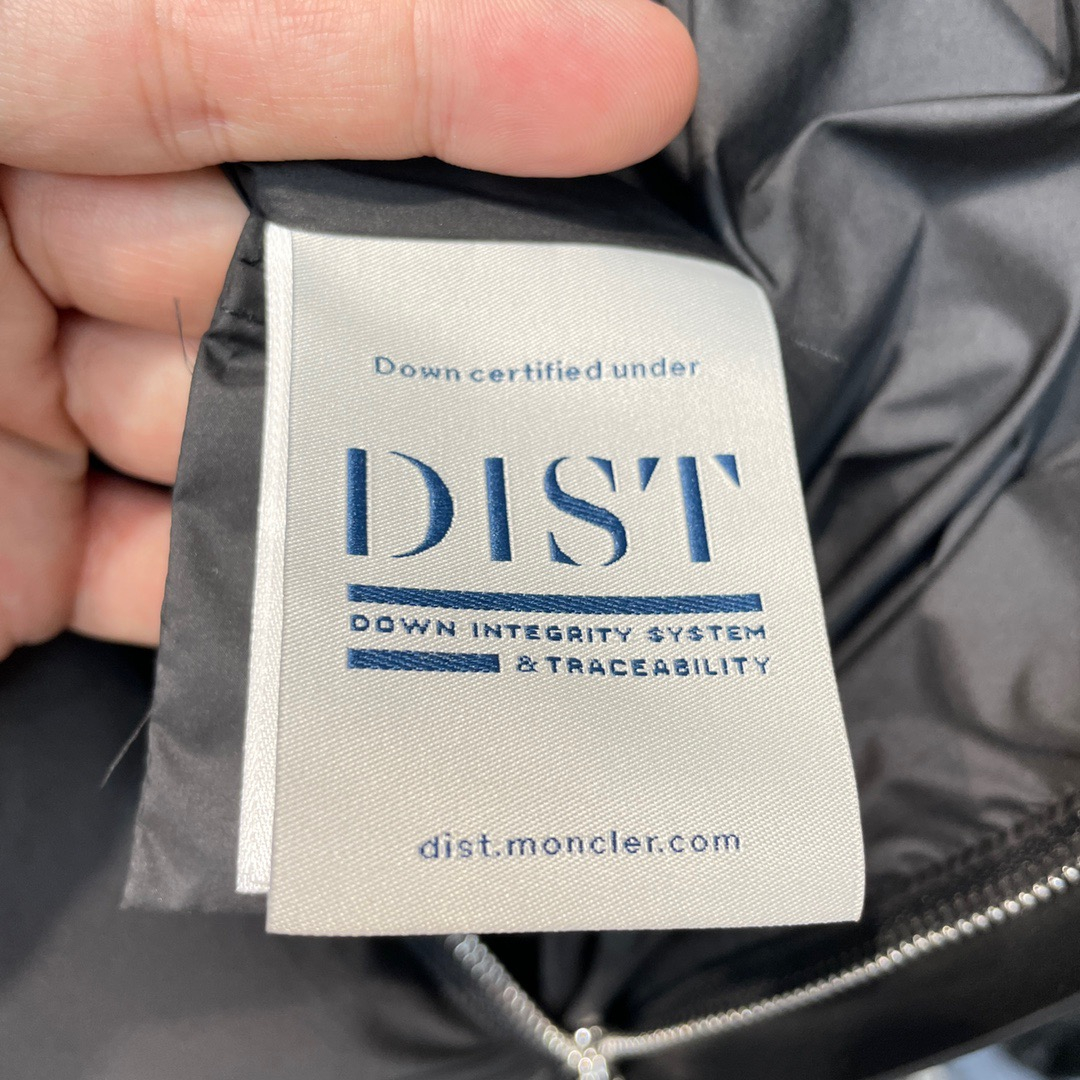 Down certified under
DIST
DOWN INTEGRITY SYSTEM
& TRACEABILITY
dist.moncler.com